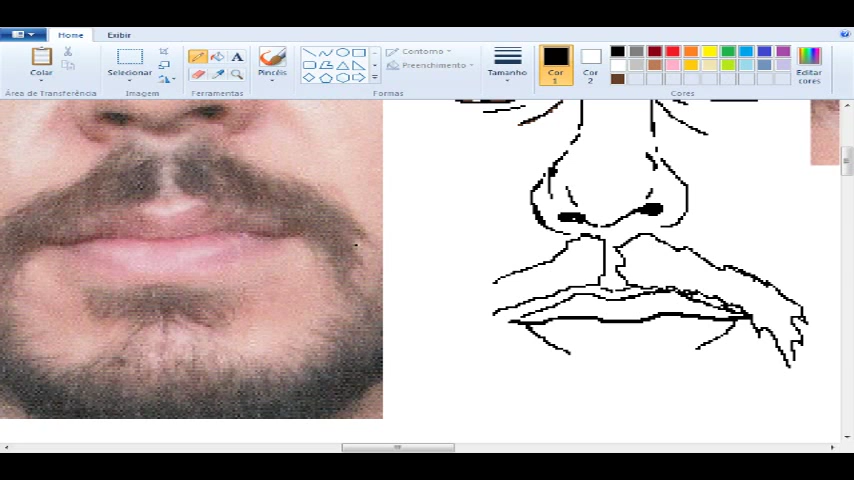 Home Exibir
Contorno
Preenchimento
Colar Selecionar Pincéis Tamanho Cor 1 Cor 2 Editar cores
Área de Transferência Imagem Ferramentas Formas Cores
A